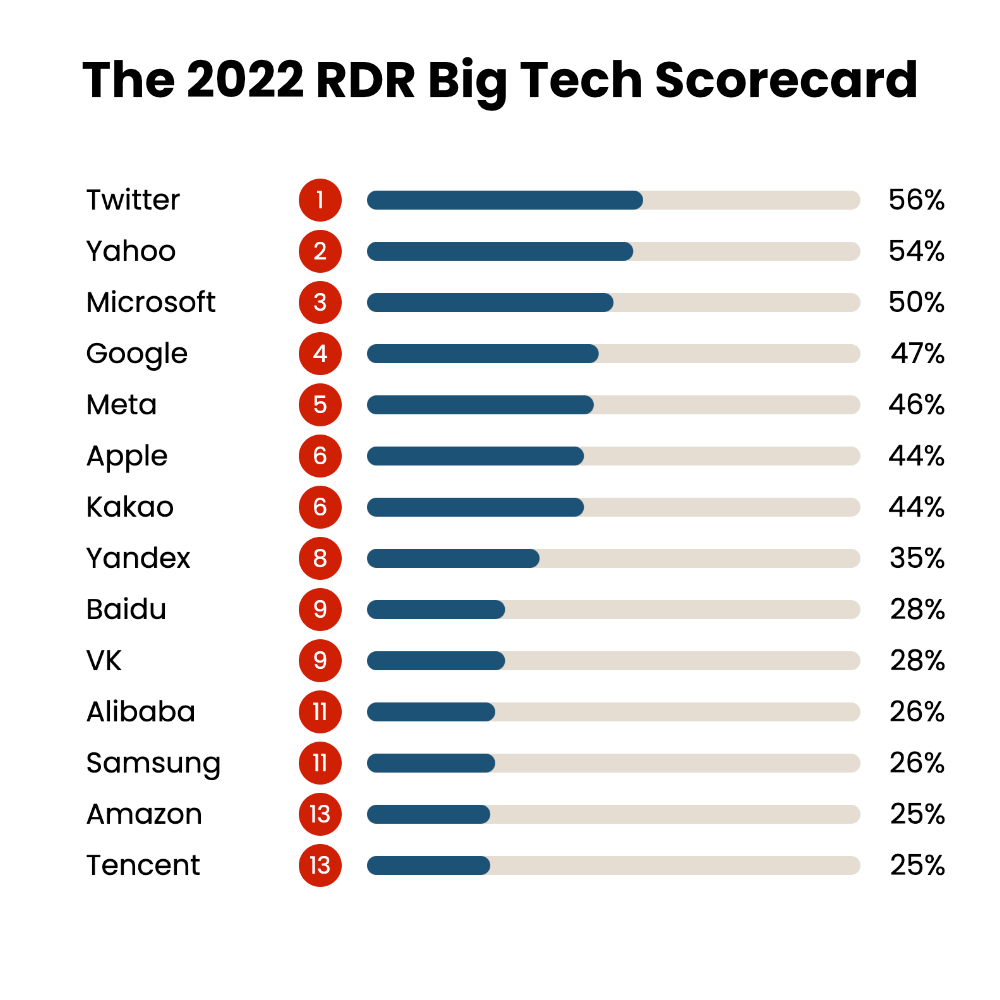 The 2022 RDR Big Tech Scorecard
Twitter 1 56%
Yahoo 2 54%
Microsoft 3 50%
Google 4 47%
Meta 5 46%
Apple 6 44%
Kakao 6 44%
Yandex 8 35%
Baidu 9 28%
VK 9 28%
Alibaba 11 26%
Samsung 11 26%
Amazon 13 25%
Tencent 13 25%